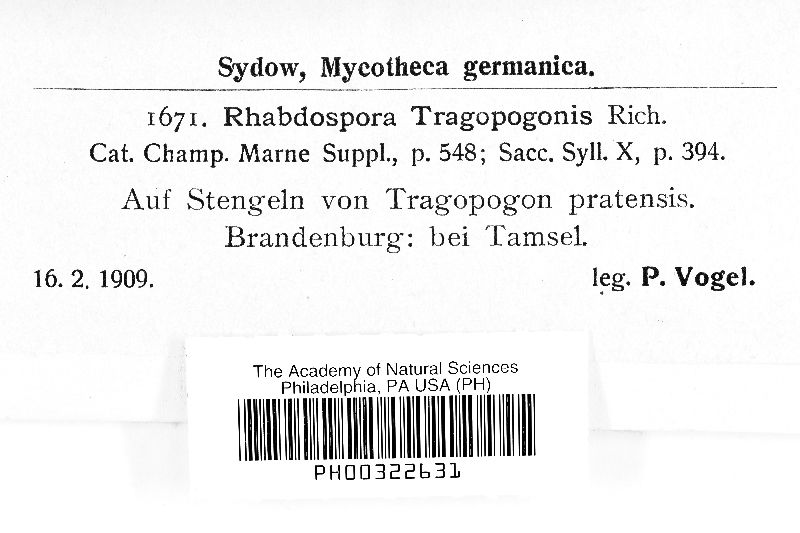 Sydow, Mycotheca germanica.
1671. Rhabdospora Tragopogonis Rich.
Cat. Champ. Marne Suppl., p. 548; Sacc. Syll. X, p. 394.
Auf Stengeln von Tragopogon pratensis.
Brandenburg: bei Tamsel.
16. 2. 1909. leg. P. Vogel.
The Academy of Natural Sciences
Philadelphia, PA USA (PH)
PH00322631